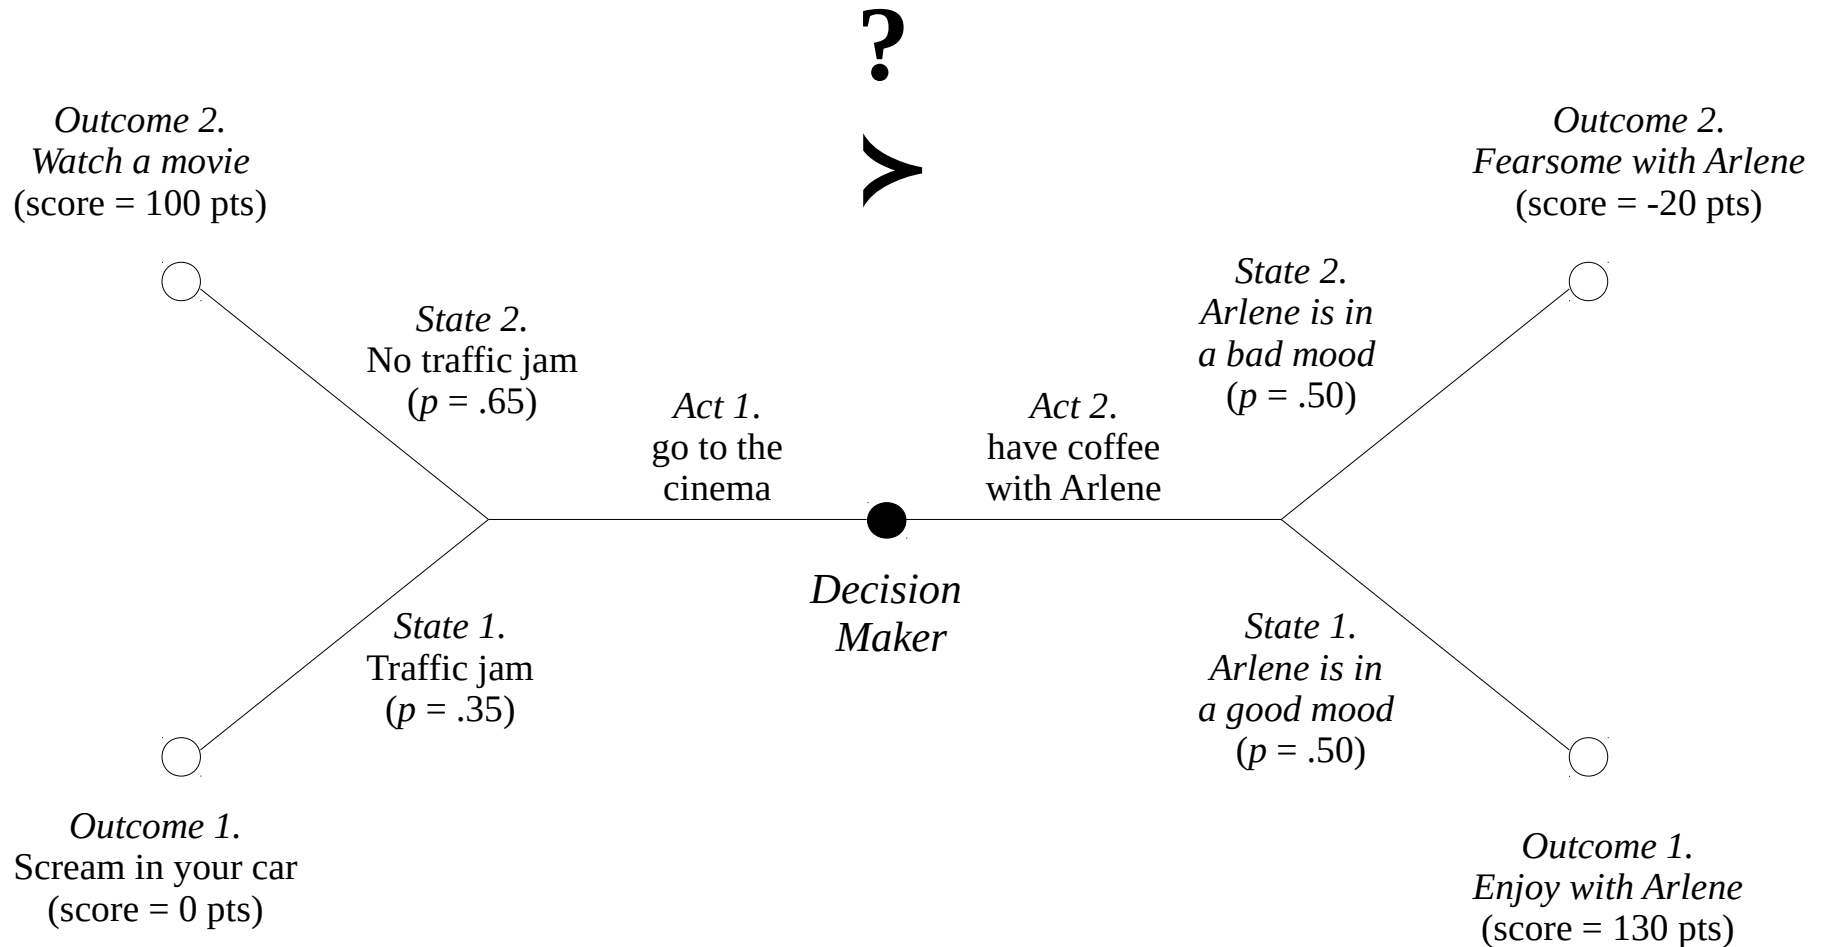 ?
≻
Outcome 2.
Watch a movie
(score = 100 pts)
Outcome 2.
Fearsome with Arlene
(score = -20 pts)
State 2.
No traffic jam
(p = .65)
State 2.
Arlene is in
a bad mood
(p = .50)
Act 1.
go to the
cinema
Act 2.
have coffee
with Arlene
Decision
Maker
State 1.
Traffic jam
(p = .35)
State 1.
Arlene is in
a good mood
(p = .50)
Outcome 1.
Scream in your car
(score = 0 pts)
Outcome 1.
Enjoy with Arlene
(score = 130 pts)